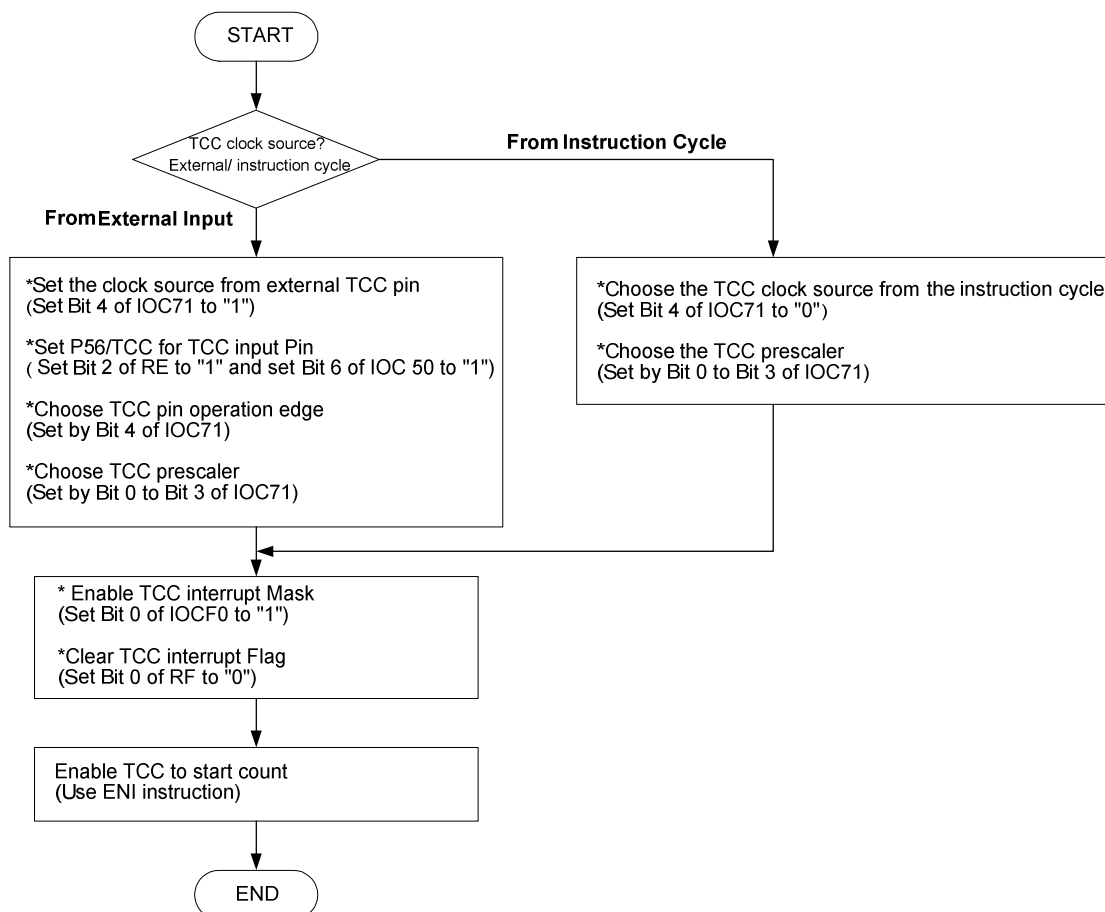 START
TCC clock source?
External/ instruction cycle
From Instruction Cycle
From External Input
*Set the clock source from external TCC pin
(Set Bit 4 of IOC71 to "1")
*Set P56/TCC for TCC input Pin
( Set Bit 2 of RE to "1" and set Bit 6 of IOC 50 to "1")
*Choose TCC pin operation edge
(Set by Bit 4 of IOC71)
*Choose TCC prescaler
(Set by Bit 0 to Bit 3 of IOC71)
*Choose the TCC clock source from the instruction cycle
(Set Bit 4 of IOC71 to "0")
*Choose the TCC prescaler
(Set by Bit 0 to Bit 3 of IOC71)
* Enable TCC interrupt Mask
(Set Bit 0 of IOCF0 to "1")
*Clear TCC interrupt Flag
(Set Bit 0 of RF to "0")
Enable TCC to start count
(Use ENI instruction)
END